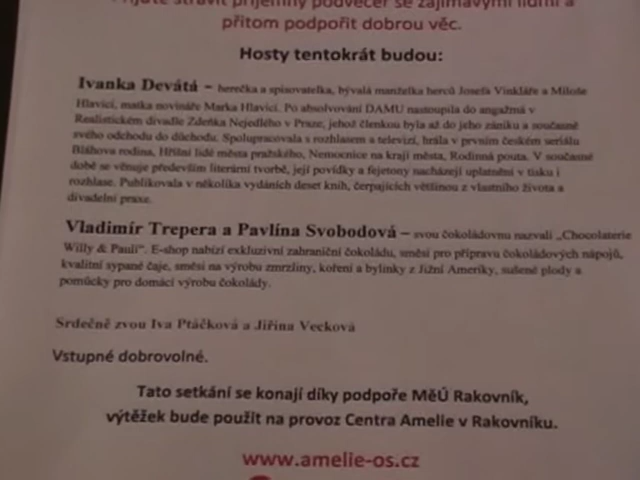 Přijďte strávit příjemný podvečer se zajímavými lidmi a
přitom podpořit dobrou věc.
Hosty tentokrát budou:
Ivanka Devátá – herečka a spisovatelka, bývalá manželka herců Josefa Vinkláře a Miloše
Hlavici, matka novináře Marka Hlavici. Po absolvování DAMU nastoupila do angažmá v
Realistickém divadle Zdeňka Nejedlého v Praze, jehož členkou byla až do jeho zániku a současně
svého odchodu do důchodu. Spolupracovala s rozhlasem a televizí, hrála v prvním českém seriálu
Bláhova rodina, Hříšní lidé města pražského, Nemocnice na kraji města, Rodinná pouta. V současné
době se věnuje především literární tvorbě, její povídky a fejetony nacházejí uplatnění v tisku i
rozhlase. Publikovala v několika vydáních deset knih, čerpajících většinou z vlastního života a
divadelní praxe.
Vladimír Trepera a Pavlína Svobodová – svou čokoládovnu nazvali „Chocolaterie
Willy & Pauli“. E-shop nabízí exkluzivní zahraniční čokoládu, směsi pro přípravu čokoládových nápojů,
kvalitní sypané čaje, směsi na výrobu zmrzliny, koření a bylinky z Jižní Ameriky, sušené plody a
pomůcky pro domácí výrobu čokolády.
Srdečně zvou Iva Ptáčková a Jiřina Vecková
Vstupné dobrovolné.
Tato setkání se konají díky podpoře MěÚ Rakovník,
výtěžek bude použit na provoz Centra Amelie v Rakovníku.
www.amelie-os.cz